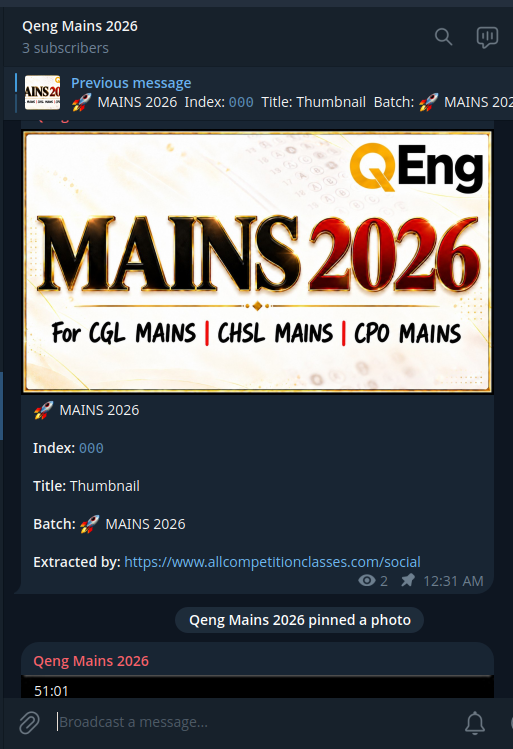 Qeng Mains 2026
3 subscribers
Previous message
🚀 MAINS 2026 Index: 000 Title: Thumbnail Batch: 🚀 MAINS 202
QEng
MAINS 2026
For CGL MAINS | CHSL MAINS | CPO MAINS
🚀 MAINS 2026
Index: 000
Title: Thumbnail
Batch: 🚀 MAINS 2026
Extracted by: https://www.allcompetitionclasses.com/social
2 12:31 AM
Qeng Mains 2026 pinned a photo
Qeng Mains 2026
51:01
Broadcast a message...